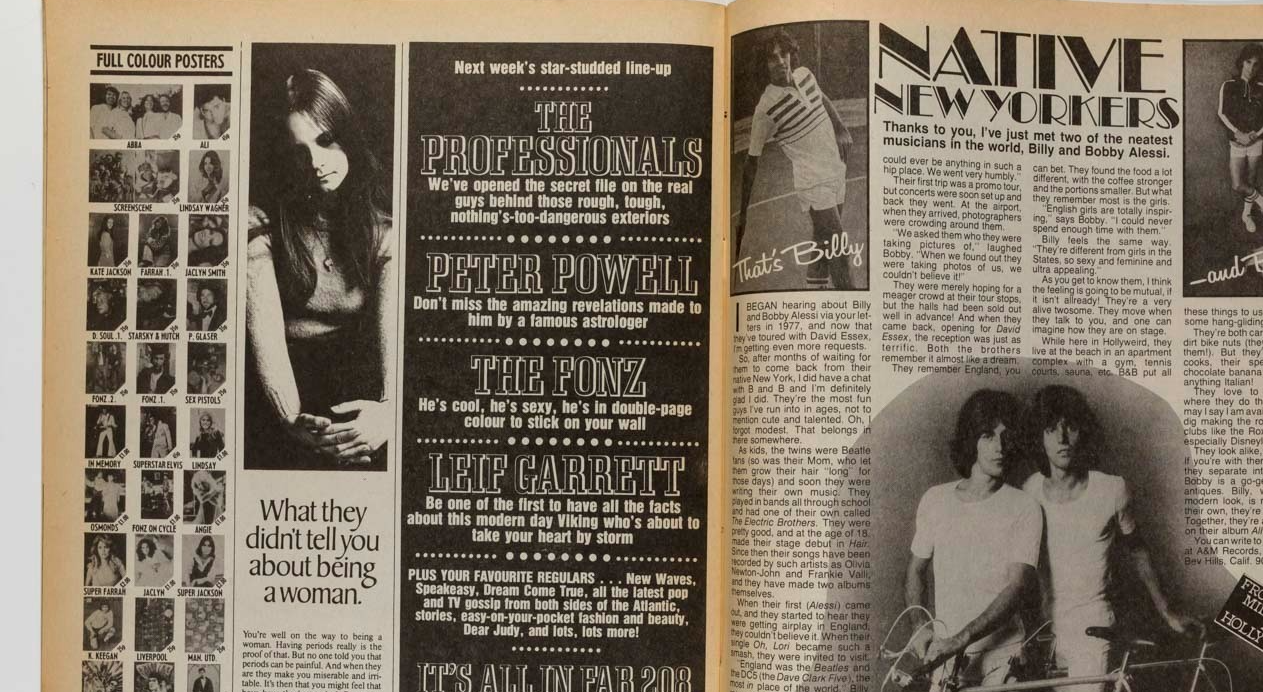 FULL COLOUR POSTERS
ABBA
ALI
SCREENSCENE
LINDSAY WAGNER
KATE JACKSON
FARRAH .1.
JACLYN SMITH
D. SOUL .1.
STARSKY & HUTCH
P. GLASER
FONZ .2.
FONZ .1.
SEX PISTOLS
IN MEMORY
SUPERSTAR ELVIS
LINDSAY
OSMONDS
FONZ ON CYCLE
ANGIE
SUPER FARRAH
JACLYN
SUPER JACKSON
K. KEEGAN
LIVERPOOL
MAN. UTD.
What they
didn't tell you
about being
a woman.
You're well on the way to being a
woman. Having periods really is the
proof of that. But no one told you that
periods can be painful. And when they
are they make you miserable and irri-
table. It's then that you might feel that
Next week's star-studded line-up
THE
PROFESSIONALS
We've opened the secret file on the real
guys behind those rough, tough,
nothing's-too-dangerous exteriors
PETER POWELL
Don't miss the amazing revelations made to
him by a famous astrologer
THE FONZ
He's cool, he's sexy, he's in double-page
colour to stick on your wall
LEIF GARRETT
Be one of the first to have all the facts
about this modern day Viking who's about to
take your heart by storm
PLUS YOUR FAVOURITE REGULARS . . . New Waves,
Speakeasy, Dream Come True, all the latest pop
and TV gossip from both sides of the Atlantic,
stories, easy-on-your-pocket fashion and beauty,
Dear Judy, and lots, lots more!
IT'S ALL IN FAB 208
That's Billy
NATIVE
NEW YORKERS
Thanks to you, I've just met two of the neatest
musicians in the world, Billy and Bobby Alessi.
I BEGAN hearing about Billy
and Bobby Alessi via your let-
ters in 1977, and now that
they've toured with David Essex,
I'm getting even more requests.
So, after months of waiting for
them to come back from their
native New York, I did have a chat
with B and B and I'm definitely
glad I did. They're the most fun
guys I've run into in ages, not to
mention cute and talented. Oh, I
forgot modest. That belongs in
there somewhere.
As kids, the twins were Beatle
fans (so was their Mom, who let
them grow their hair "long" for
those days) and soon they were
writing their own music. They
played in bands all through school
and had one of their own called
The Electric Brothers. They were
pretty good, and at the age of 18,
made their stage debut in Hair.
Since then their songs have been
recorded by such artists as Olivia
Newton-John and Frankie Valli,
and they have made two albums
themselves.
When their first (Alessi) came
out, and they started to hear they
were getting airplay in England,
they couldn't believe it. When their
single Oh, Lori became such a
smash, they were invited to visit.
"England was the Beatles and
the DC5 (the Dave Clark Five), the
most in place of the world," Billy
could ever be anything in such a
hip place. We went very humbly."
Their first trip was a promo tour,
but concerts were soon set up and
back they went. At the airport,
when they arrived, photographers
were crowding around them.
"We asked them who they were
taking pictures of," laughed
Bobby. "When we found out they
were taking photos of us, we
couldn't believe it!"
They were merely hoping for a
meager crowd at their tour stops,
but the halls had been sold out
well in advance! And when they
came back, opening for David
Essex, the reception was just as
terrific. Both the brothers
remember it almost like a dream.
They remember England, you
can bet. They found the food a lot
different, with the coffee stronger
and the portions smaller. But what
they remember most is the girls.
"English girls are totally inspir-
ing," says Bobby. "I could never
spend enough time with them."
Billy feels the same way.
"They're different from girls in the
States, so sexy and feminine and
ultra appealing."
As you get to know them, I think
the feeling is going to be mutual, if
it isn't already! They're a very
alive twosome. They move when
they talk to you, and one can
imagine how they are on stage.
While here in Hollyweird, they
live at the beach in an apartment
complex with a gym, tennis
courts, sauna, etc. B&B put all
—and
these things to us
some hang-gliding
They're both car
dirt bike nuts (the
them!). But they
cooks, their spe
chocolate banana
anything Italian!
They love to
where they do th
may I say I am avai
dig making the ro
clubs like the Rox
especially Disneyl
They look alike,
If you're with them
they separate int
Bobby is a go-ge
antiques. Billy, w
modern look, is r
their own, they're
Together, they're a
on their album All
You can write to
at A&M Records,
Bev Hills, Calif. 90